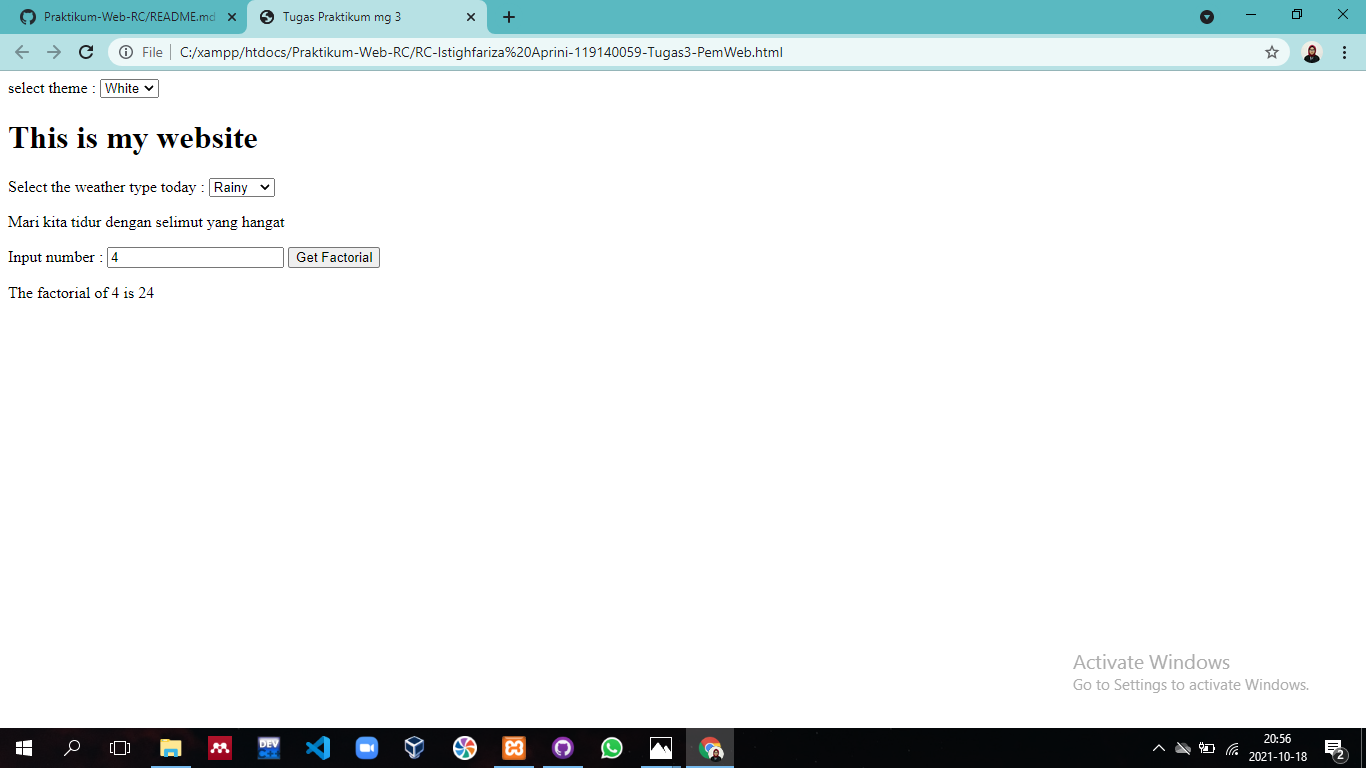 Praktikum-Web-RC/README.md
Tugas Praktikum mg 3
File
C:/xampp/htdocs/Praktikum-Web-RC/RC-Istighfariza%20Aprini-119140059-Tugas3-PemWeb.html
select theme : White
This is my website
Select the weather type today : Rainy
Mari kita tidur dengan selimut yang hangat
Input number : 4 Get Factorial
The factorial of 4 is 24
Activate Windows
Go to Settings to activate Windows.
DEV
C++
20:56
2021-10-18
2